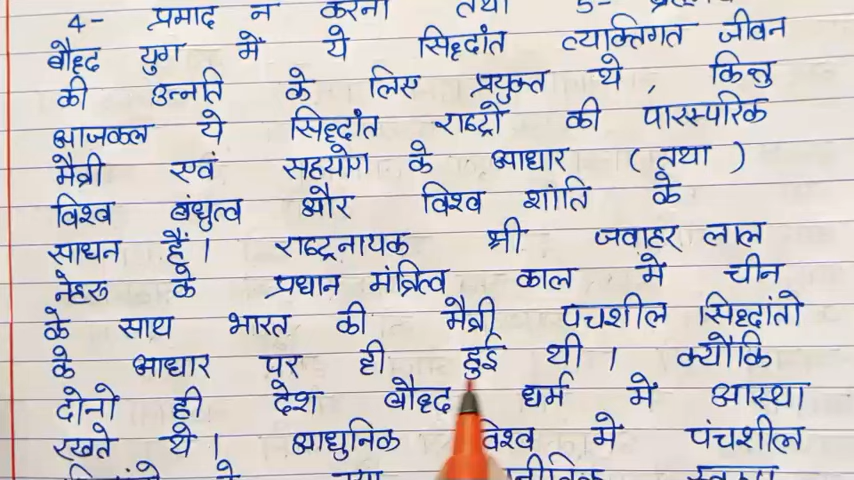 4- प्रमाद न करना तथा 5-
बौद्ध युग में ये सिद्धांत व्यक्तिगत जीवन
की उन्नति के लिए प्रयुक्त थे, किन्तु
आजकल ये सिद्धांत राष्ट्रों की पारस्परिक
मैत्री एवं सहयोग के आधार (तथा)
विश्व बंधुत्व और विश्व शांति के
साधन हैं। राष्ट्रनायक श्री जवाहर लाल
नेहरू के प्रधान मंत्रित्व काल में चीन
के साथ भारत की मैत्री पंचशील सिद्धांतो
के आधार पर ही हुई थी। क्योंकि
दोनो ही देश बौद्ध धर्म में आस्था
रखते थे। आधुनिक विश्व में पंचशील